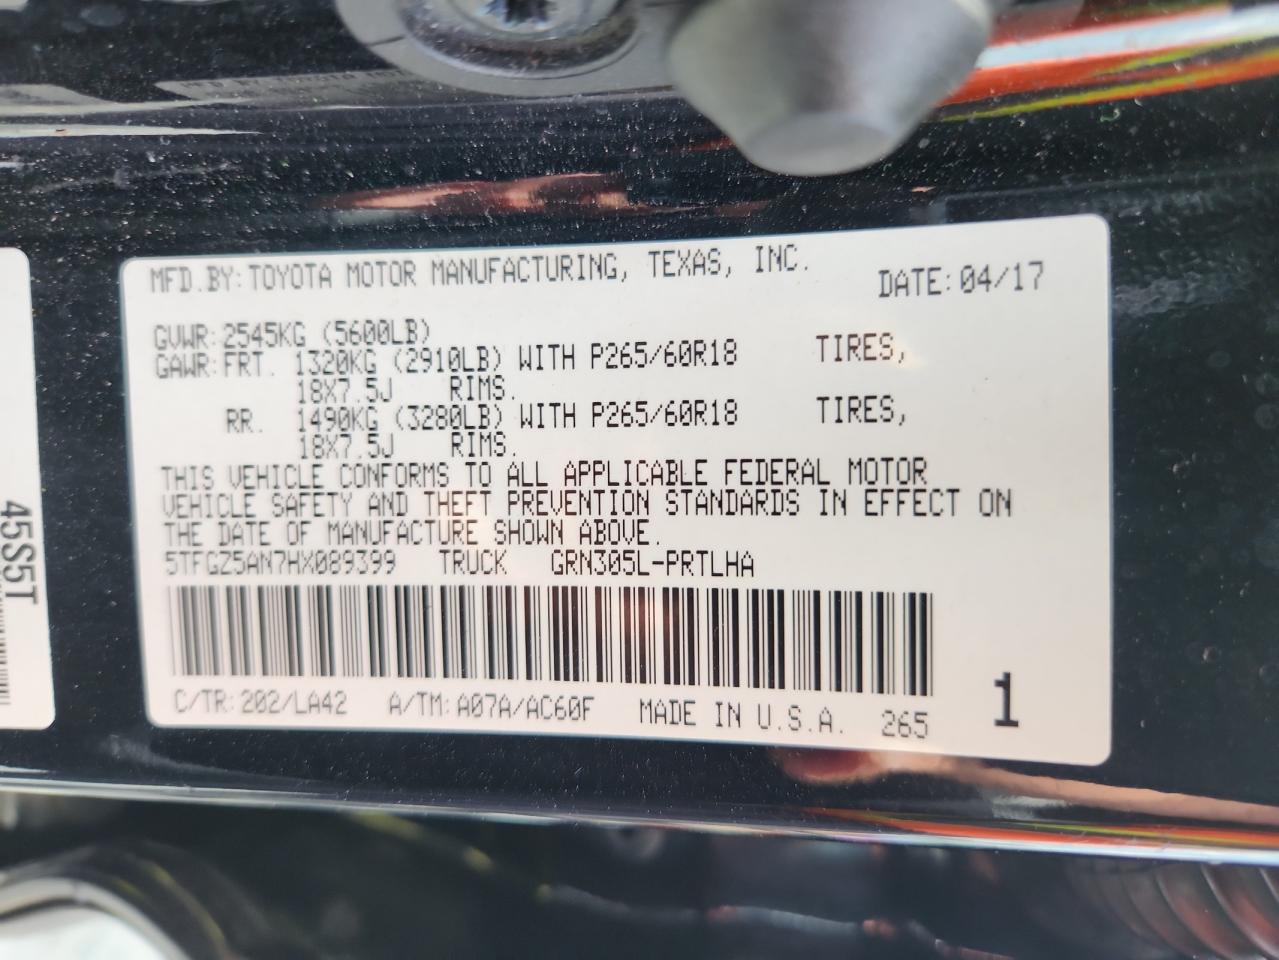 MFD.BY: TOYOTA MOTOR MANUFACTURING, TEXAS, INC. DATE: 04/17
GVWR: 2545KG (5600LB)
GAWR: FRT. 1320KG (2910LB) WITH P265/60R18 TIRES,
18X7.5J RIMS.
RR. 1490KG (3280LB) WITH P265/60R18 TIRES,
18X7.5J RIMS.
THIS VEHICLE CONFORMS TO ALL APPLICABLE FEDERAL MOTOR
VEHICLE SAFETY AND THEFT PREVENTION STANDARDS IN EFFECT ON
THE DATE OF MANUFACTURE SHOWN ABOVE.
5TFGZ5AN7HX089399 TRUCK GRN305L-PRTLHA
C/TR: 202/LA42 A/TM: A07A/AC60F MADE IN U.S.A. 265 1
45S5T